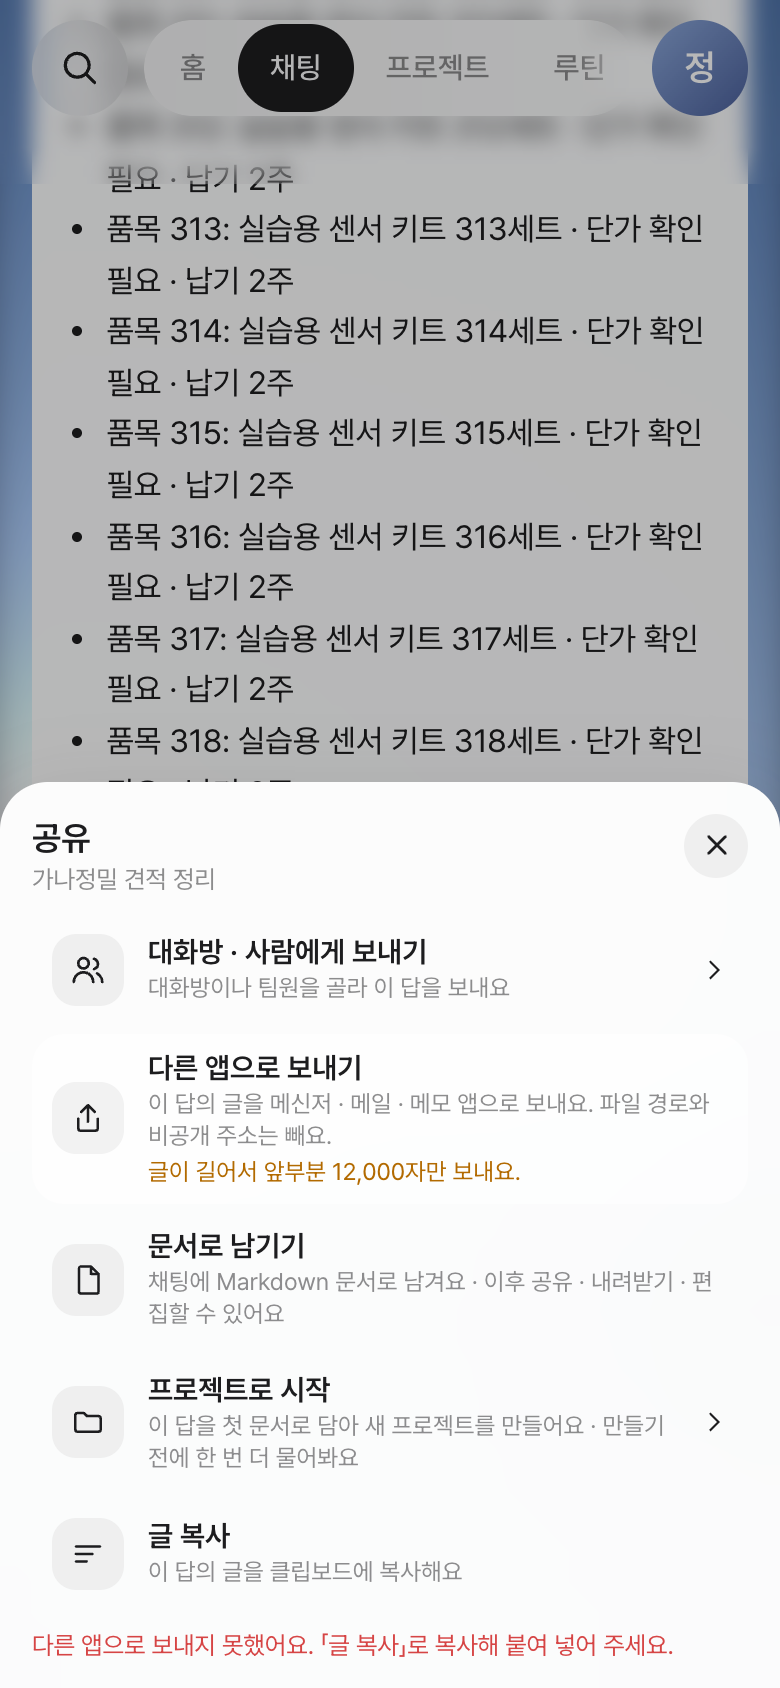 홈
채팅
프로젝트
루틴
정
필요 · 납기 2주
• 품목 313: 실습용 센서 키트 313세트 · 단가 확인
필요 · 납기 2주
• 품목 314: 실습용 센서 키트 314세트 · 단가 확인
필요 · 납기 2주
• 품목 315: 실습용 센서 키트 315세트 · 단가 확인
필요 · 납기 2주
• 품목 316: 실습용 센서 키트 316세트 · 단가 확인
필요 · 납기 2주
• 품목 317: 실습용 센서 키트 317세트 · 단가 확인
필요 · 납기 2주
• 품목 318: 실습용 센서 키트 318세트 · 단가 확인
공유
가나정밀 견적 정리
대화방 · 사람에게 보내기
대화방이나 팀원을 골라 이 답을 보내요
다른 앱으로 보내기
이 답의 글을 메신저 · 메일 · 메모 앱으로 보내요. 파일 경로와
비공개 주소는 빼요.
글이 길어서 앞부분 12,000자만 보내요.
문서로 남기기
채팅에 Markdown 문서로 남겨요 · 이후 공유 · 내려받기 · 편
집할 수 있어요
프로젝트로 시작
이 답을 첫 문서로 담아 새 프로젝트를 만들어요 · 만들기
전에 한 번 더 물어봐요
글 복사
이 답의 글을 클립보드에 복사해요
다른 앱으로 보내지 못했어요. 「글 복사」로 복사해 붙여 넣어 주세요.